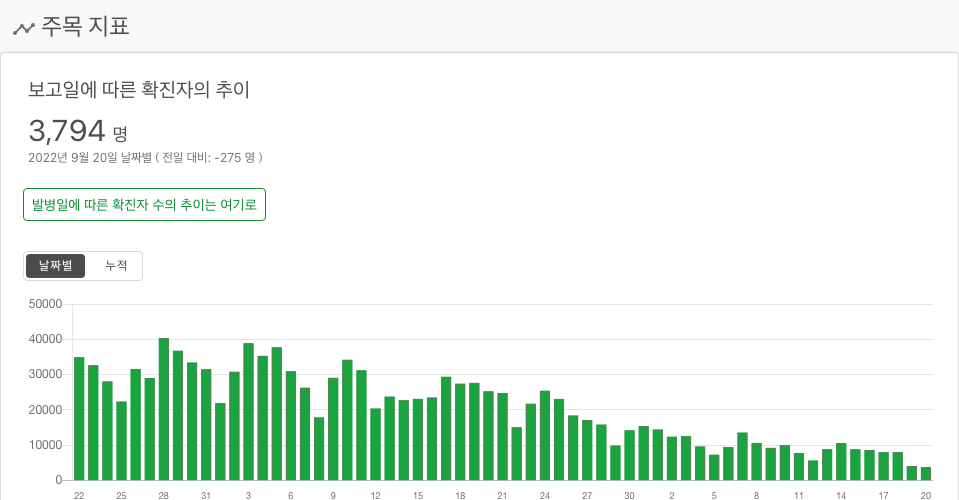 주목 지표
보고일에 따른 확진자의 추이
3,794 명
2022년 9월 20일 날짜별 ( 전일 대비: -275 명 )
발병일에 따른 확진자 수의 추이는 여기로
날짜별 누적
50000
40000
30000
20000
10000
0
22 25 28 31 3 6 9 12 15 18 21 24 27 30 2 5 8 11 14 17 20